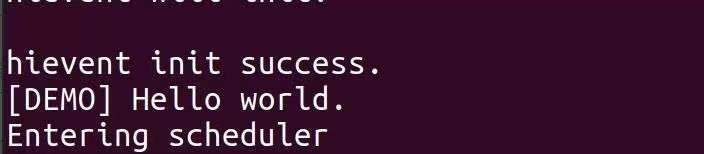 hievent init success.
[DEMO] Hello world.
Entering scheduler